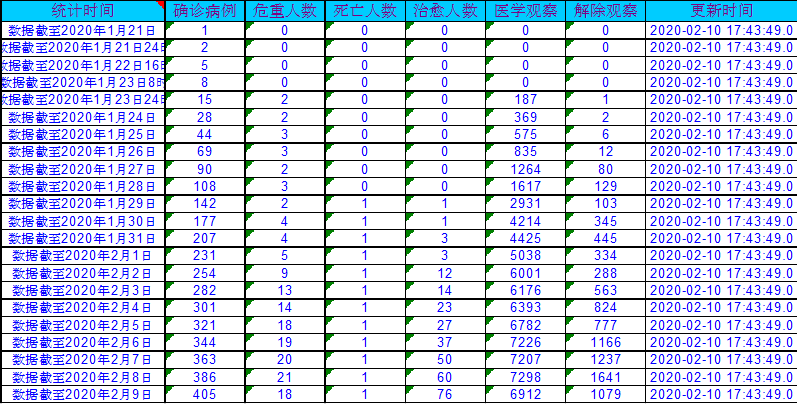 统计时间 确诊病例 危重人数 死亡人数 治愈人数 医学观察 解除观察 更新时间
数据截至2020年1月21日 1 0 0 0 0 0 2020-02-10 17:43:49.0
数据截至2020年1月21日24 2 0 0 0 0 0 2020-02-10 17:43:49.0
数据截至2020年1月22日16 5 0 0 0 0 0 2020-02-10 17:43:49.0
数据截至2020年1月23日8时 8 0 0 0 0 0 2020-02-10 17:43:49.0
数据截至2020年1月23日24 15 2 0 0 187 1 2020-02-10 17:43:49.0
数据截至2020年1月24日 28 2 0 0 369 2 2020-02-10 17:43:49.0
数据截至2020年1月25日 44 3 0 0 575 6 2020-02-10 17:43:49.0
数据截至2020年1月26日 69 3 0 0 835 12 2020-02-10 17:43:49.0
数据截至2020年1月27日 90 2 0 0 1264 80 2020-02-10 17:43:49.0
数据截至2020年1月28日 108 3 0 0 1617 129 2020-02-10 17:43:49.0
数据截至2020年1月29日 142 2 1 1 2931 103 2020-02-10 17:43:49.0
数据截至2020年1月30日 177 4 1 1 4214 345 2020-02-10 17:43:49.0
数据截至2020年1月31日 207 4 1 3 4425 445 2020-02-10 17:43:49.0
数据截至2020年2月1日 231 5 1 3 5038 334 2020-02-10 17:43:49.0
数据截至2020年2月2日 254 9 1 12 6001 288 2020-02-10 17:43:49.0
数据截至2020年2月3日 282 13 1 14 6176 563 2020-02-10 17:43:49.0
数据截至2020年2月4日 301 14 1 23 6393 824 2020-02-10 17:43:49.0
数据截至2020年2月5日 321 18 1 27 6782 777 2020-02-10 17:43:49.0
数据截至2020年2月6日 344 19 1 37 7226 1166 2020-02-10 17:43:49.0
数据截至2020年2月7日 363 20 1 50 7207 1237 2020-02-10 17:43:49.0
数据截至2020年2月8日 386 21 1 60 7298 1641 2020-02-10 17:43:49.0
数据截至2020年2月9日 405 18 1 76 6912 1079 2020-02-10 17:43:49.0